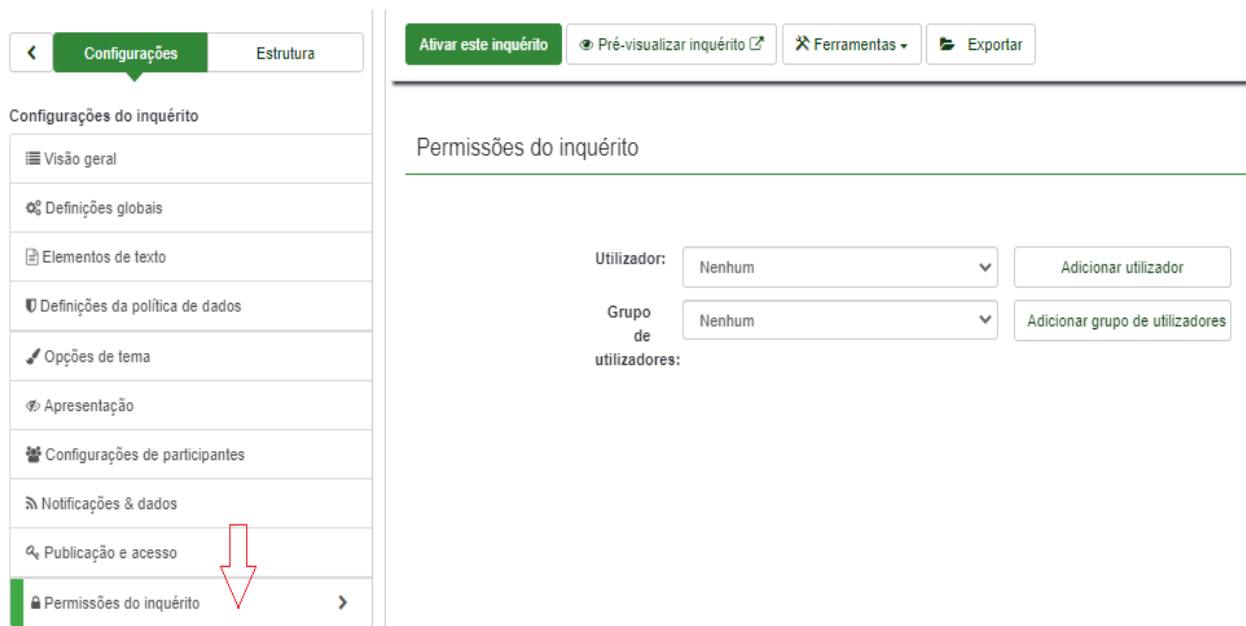 Configurações
Estrutura
Configurações do inquérito
Visão geral
Definições globais
Elementos de texto
Definições da política de dados
Opções de tema
Apresentação
Configurações de participantes
Notificações & dados
Publicação e acesso
Permissões do inquérito
Ativar este inquérito
Pré-visualizar inquérito
Ferramentas
Exportar
Permissões do inquérito
Utilizador:
Nenhum
Adicionar utilizador
Grupo
de
utilizadores:
Nenhum
Adicionar grupo de utilizadores